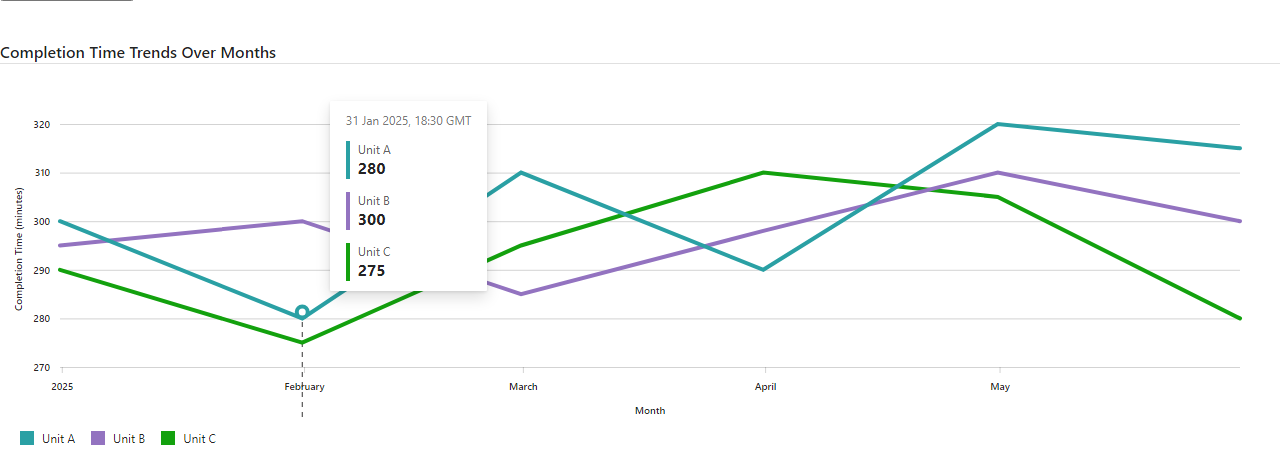 Completion Time Trends Over Months
31 Jan 2025, 18:30 GMT
Unit A
280
Unit B
300
Unit C
275
Completion Time (minutes)
320
310
300
290
280
270
2025 February March April May
Month
Unit A Unit B Unit C